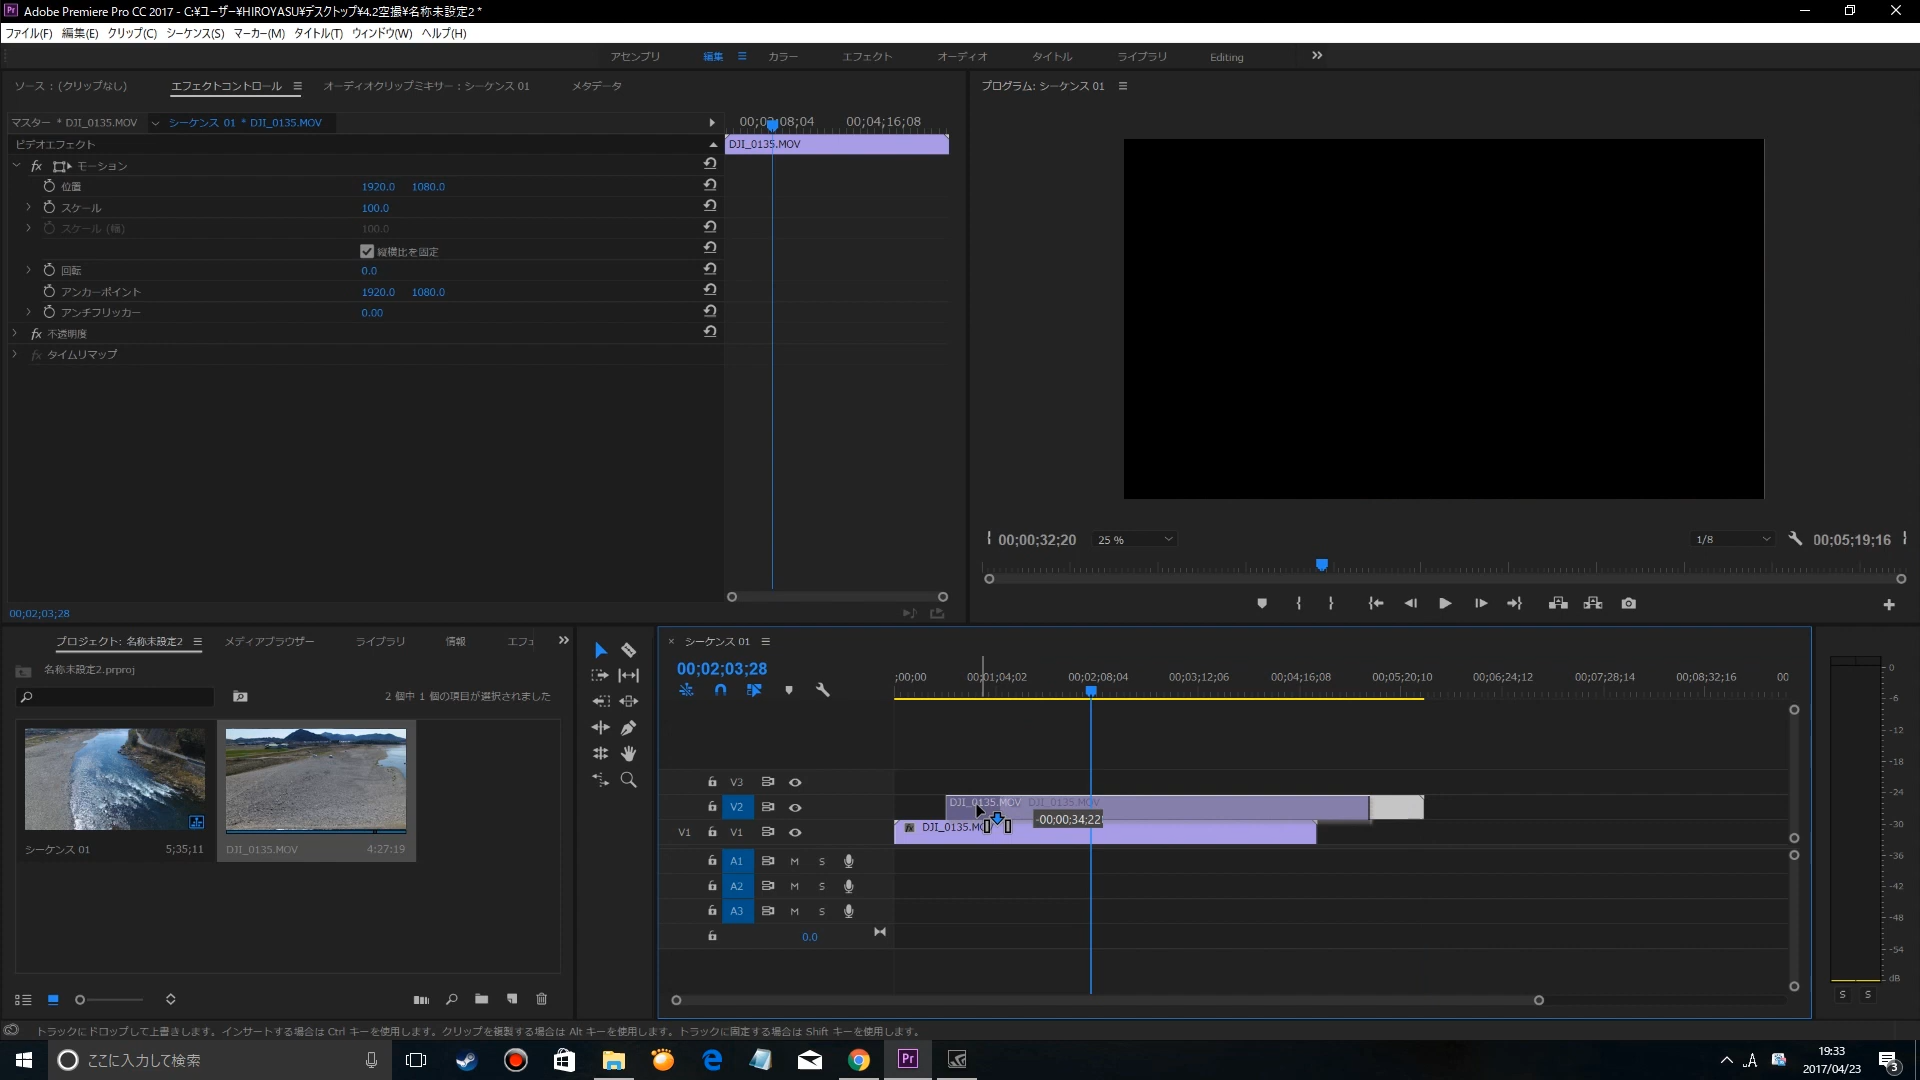 Adobe Premiere Pro CC 2017 - C:¥ユーザー¥HIROYASU¥デスクトップ¥4.2空撮¥名称未設定2 *
ファイル(F) 編集(E) クリップ(C) シーケンス(S) マーカー(M) タイトル(T) ウィンドウ(W) ヘルプ(H)
アセンブリ 編集 カラー エフェクト オーディオ タイトル ライブラリ Editing
ソース : (クリップなし) エフェクトコントロール オーディオクリップミキサー : シーケンス 01 メタデータ
プログラム: シーケンス 01
マスター * DJI_0135.MOV シーケンス 01 * DJI_0135.MOV
00;04;16;08
ビデオエフェクト
DJI_0135.MOV
fx モーション
位置 1920.0 1080.0
スケール 100.0
スケール (幅) 100.0
縦横比を固定
回転 0.0
アンカーポイント 1920.0 1080.0
アンチフリッカー 0.00
fx 不透明度
fx タイムリマップ
00;02;03;28
00;00;32;20 25 % 1/8 00;05;19;16
プロジェクト: 名称未設定2 メディアブラウザー ライブラリ 情報 エフェ
名称未設定2.prproj
2 個中 1 個の項目が選択されました
シーケンス 01 5;35;11
DJI_0135.MOV 4:27:19
シーケンス 01
00;02;03;28
;00;00 00;01;04;02 00;02;08;04 00;03;12;06 00;04;16;08 00;05;20;10 00;06;24;12 00;07;28;14 00;08;32;16 00
V3
V2 DJI_0135.MOV DJI_0135.MOV
-00;00;34;22
V1 V1 fx DJI_0135.MO
A1 M S
A2 M S
A3 M S
0.0
0
-6
-12
-18
-24
-30
-36
-42
-48
-54
dB
S S
トラックにドロップして上書きします。インサートする場合は Ctrl キーを使用します。クリップを複製する場合は Alt キーを使用します。トラックに固定する場合は Shift キーを使用します。
ここに入力して検索
Pr
A
19:33
2017/04/23
3